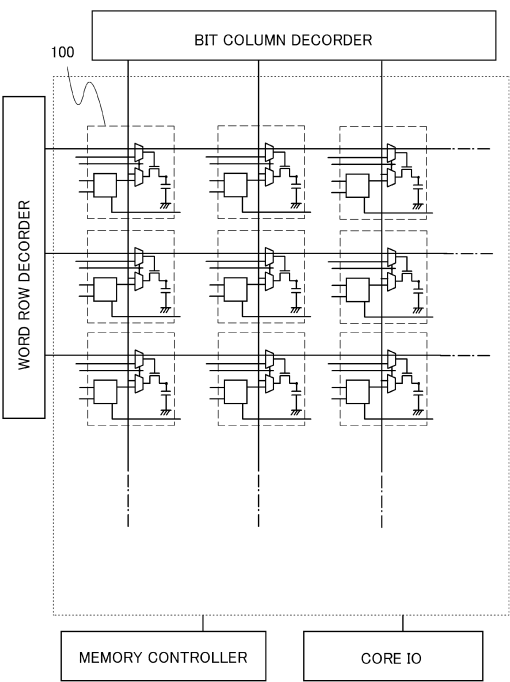 BIT COLUMN DECORDER
100
WORD ROW DECORDER
MEMORY CONTROLLER
CORE IO